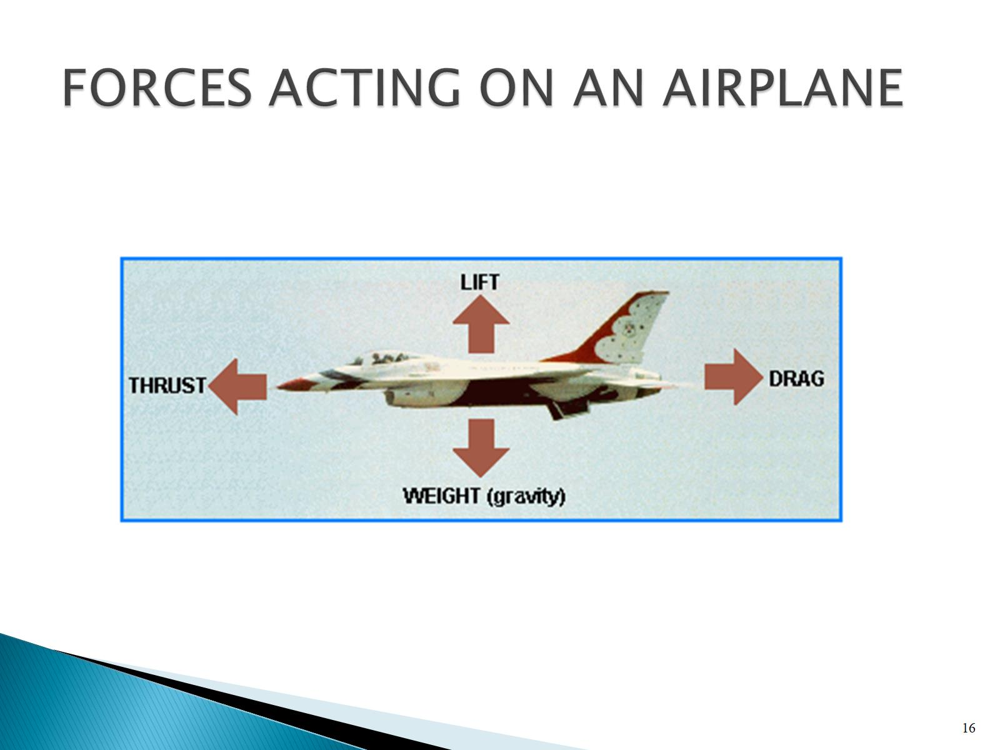 FORCES ACTING ON AN AIRPLANE
LIFT
THRUST
DRAG
WEIGHT (gravity)
16